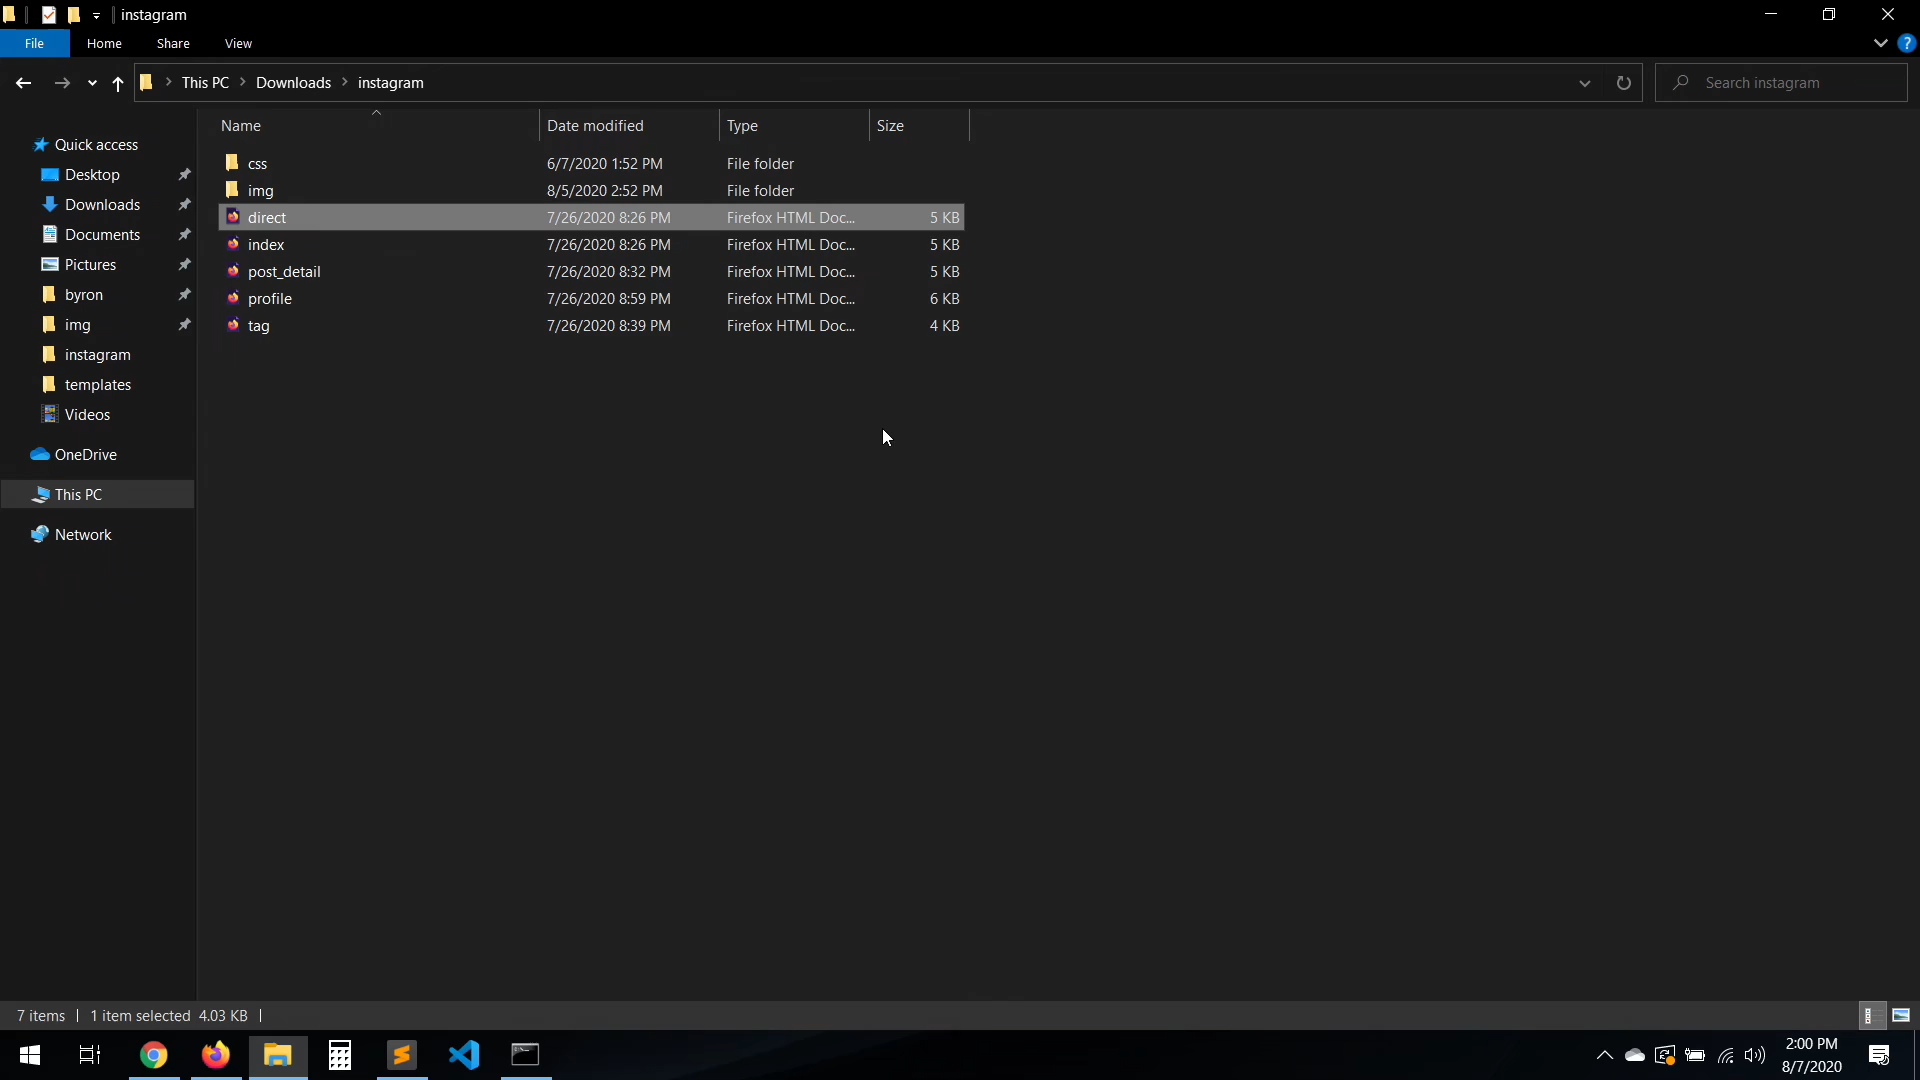 instagram
File Home Share View
This PC Downloads instagram Search instagram
Name Date modified Type Size
Quick access
Desktop
Downloads
Documents
Pictures
byron
img
instagram
templates
Videos
OneDrive
This PC
Network
css 6/7/2020 1:52 PM File folder
img 8/5/2020 2:52 PM File folder
direct 7/26/2020 8:26 PM Firefox HTML Doc... 5 KB
index 7/26/2020 8:26 PM Firefox HTML Doc... 5 KB
post_detail 7/26/2020 8:32 PM Firefox HTML Doc... 5 KB
profile 7/26/2020 8:59 PM Firefox HTML Doc... 6 KB
tag 7/26/2020 8:39 PM Firefox HTML Doc... 4 KB
7 items 1 item selected 4.03 KB
2:00 PM
8/7/2020